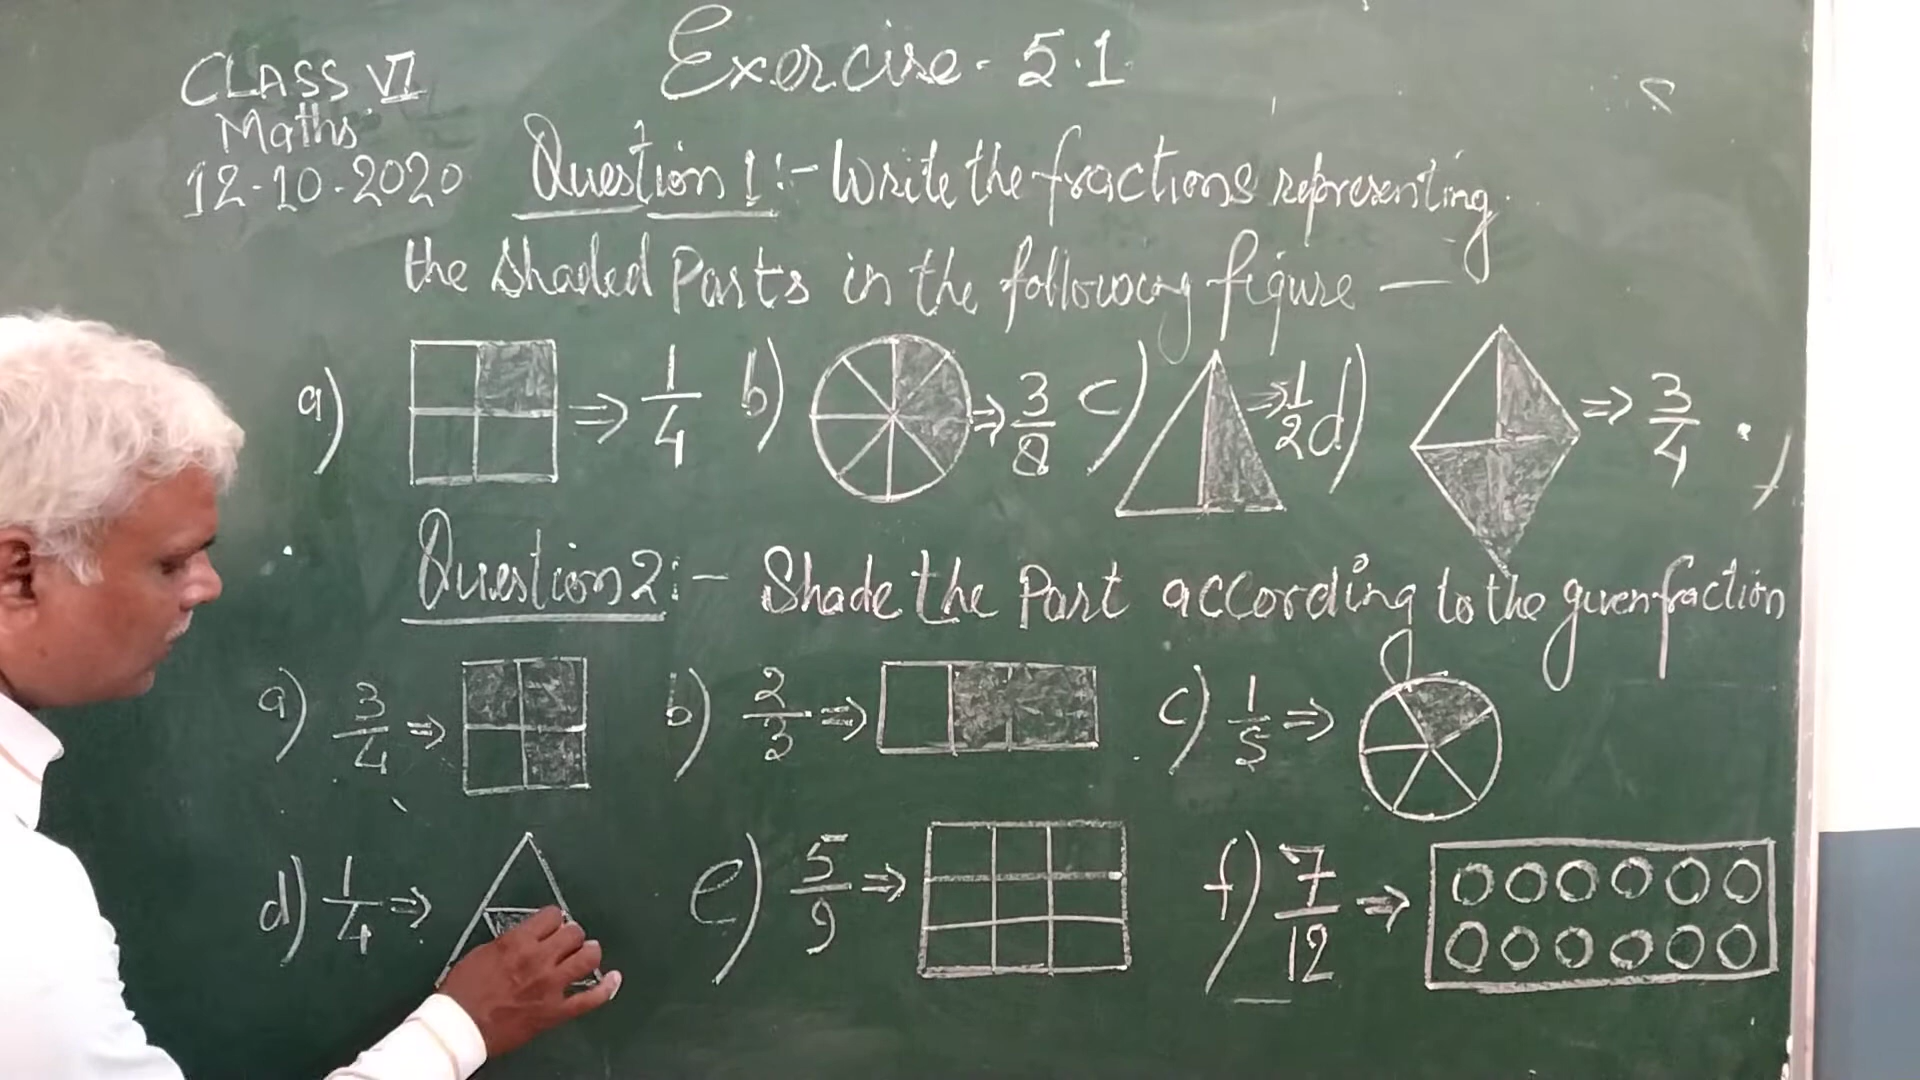 Exercise - 5.1
CLASS VI
Maths
12-10-2020
Question 1:- Write the fractions representing
the shaded Parts in the following figure —
a) ⇒ 1/4 b) ⇒ 3/8 c) ⇒ 1/2 d) ⇒ 3/4
Question 2:- Shade the Part according to the given fraction
a) 3/4 ⇒ b) 2/3 ⇒ c) 1/5 ⇒
d) 1/4 ⇒ e) 5/9 ⇒ f) 7/12 ⇒